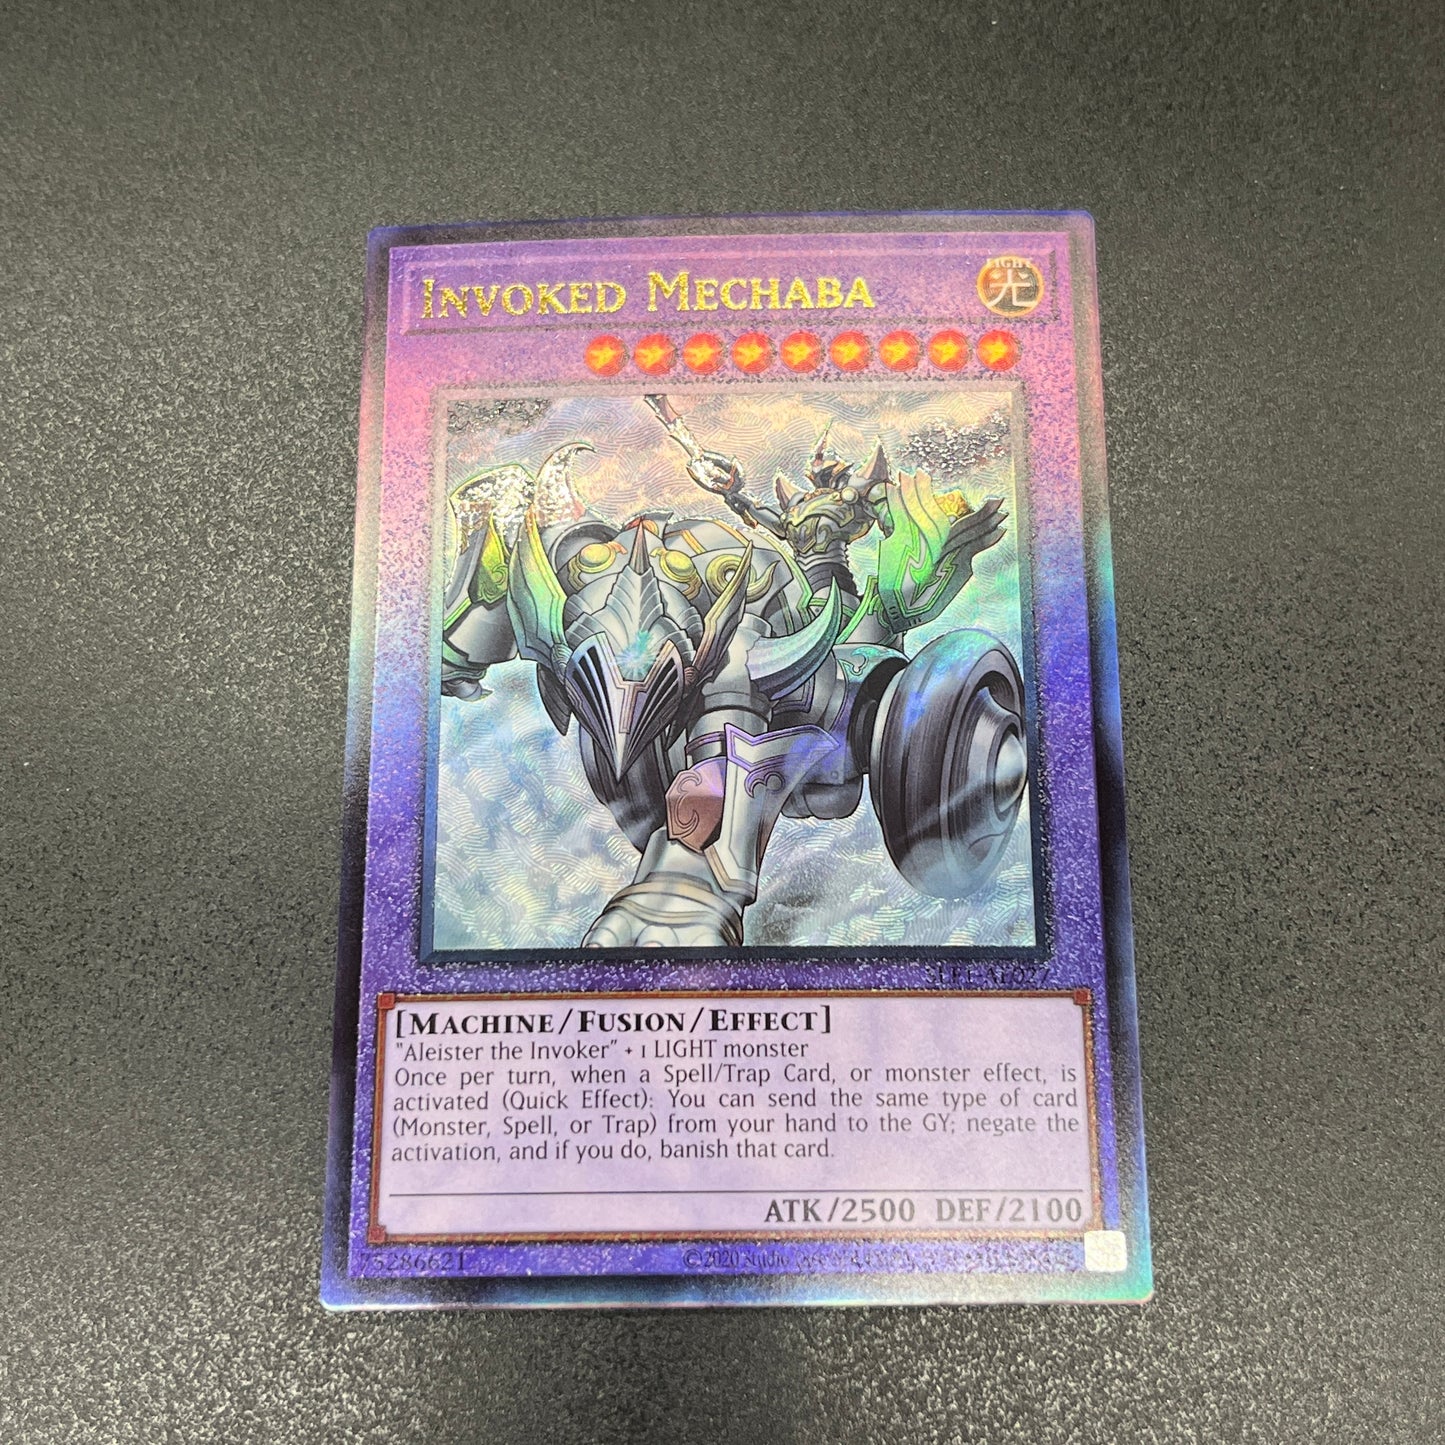 INVOKED MECHABA
LIGHT
光
[MACHINE/FUSION/EFFECT]
"Aleister the Invoker" + 1 LIGHT monster
Once per turn, when a Spell/Trap Card, or monster effect, is
activated (Quick Effect): You can send the same type of card
(Monster, Spell, or Trap) from your hand to the GY; negate the
activation, and if you do, banish that card.
ATK/2500 DEF/2100
75286621
©2020 Studio